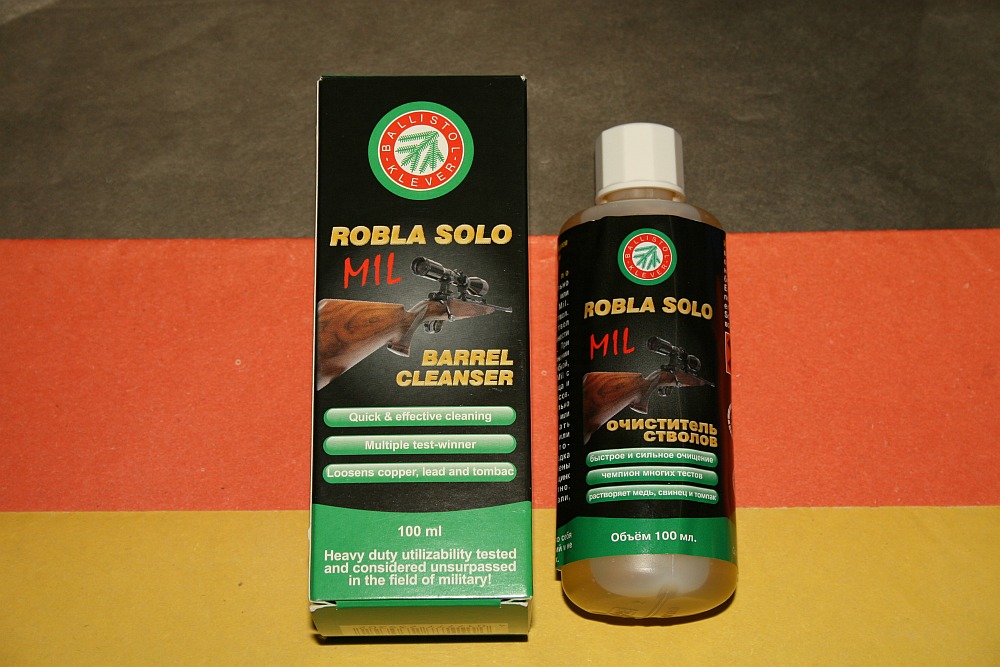 BALLISTOL
KLEVER
ROBLA SOLO
MIL
BARREL
CLEANSER
Quick & effective cleaning
Multiple test-winner
Loosens copper, lead and tombac
100 ml
Heavy duty utilizability tested
and considered unsurpassed
in the field of military!
BALLISTOL
KLEVER
ROBLA SOLO
MIL
ОЧИСТИТЕЛЬ
СТВОЛОВ
быстрое и сильное очищение
чемпион многих тестов
растворяет медь, свинец и томпак
Объём 100 мл.